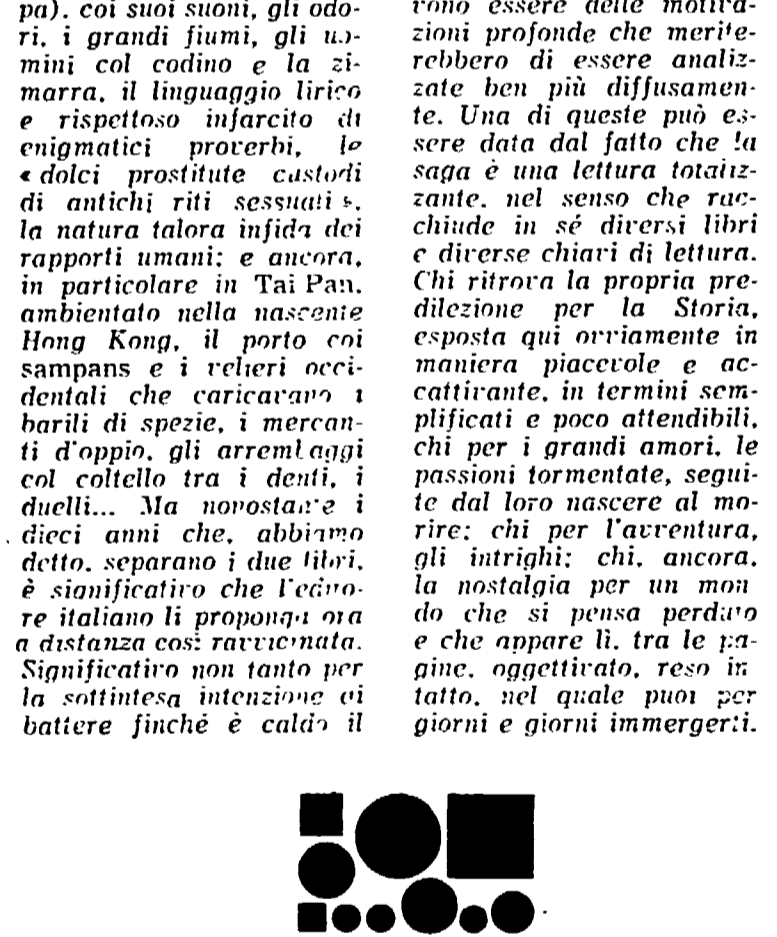 pa). coi suoi suoni, gli odo-
ri, i grandi fiumi, gli uo-
mini col codino e la zi-
marra, il linguaggio lirico
e rispettoso infarcito di
enigmatici proverbi, le
«dolci prostitute custodi
di antichi riti sessuali»,
la natura talora infida dei
rapporti umani; e ancora,
in particolare in Tai Pan,
ambientato nella nascente
Hong Kong, il porto coi
sampans e i velieri occi-
dentali che caricavano i
barili di spezie, i mercan-
ti d'oppio, gli arrembaggi
col coltello tra i denti, i
duelli... Ma nonostante i
dieci anni che, abbiamo
detto, separano i due libri,
è significativo che l'edito-
re italiano li proponga ora
a distanza così ravvicinata.
Significativo non tanto per
la sottintesa intenzione di
battere finché è caldo il
rono essere delle motiva-
zioni profonde che merite-
rebbero di essere analiz-
zate ben più diffusamen-
te. Una di queste può es-
sere data dal fatto che la
saga è una lettura totaliz-
zante, nel senso che rac-
chiude in sé diversi libri
e diverse chiavi di lettura.
Chi ritrova la propria pre-
dilezione per la Storia,
esposta qui ovviamente in
maniera piacevole e ac-
cattivante, in termini sem-
plificati e poco attendibili,
chi per i grandi amori, le
passioni tormentate, segui-
te dal loro nascere al mo-
rire; chi per l'avventura,
gli intrighi; chi, ancora,
la nostalgia per un mon
do che si pensa perduto
e che appare lì, tra le pa-
gine, oggettivato, reso in
tatto, nel quale puoi per
giorni e giorni immergerti.